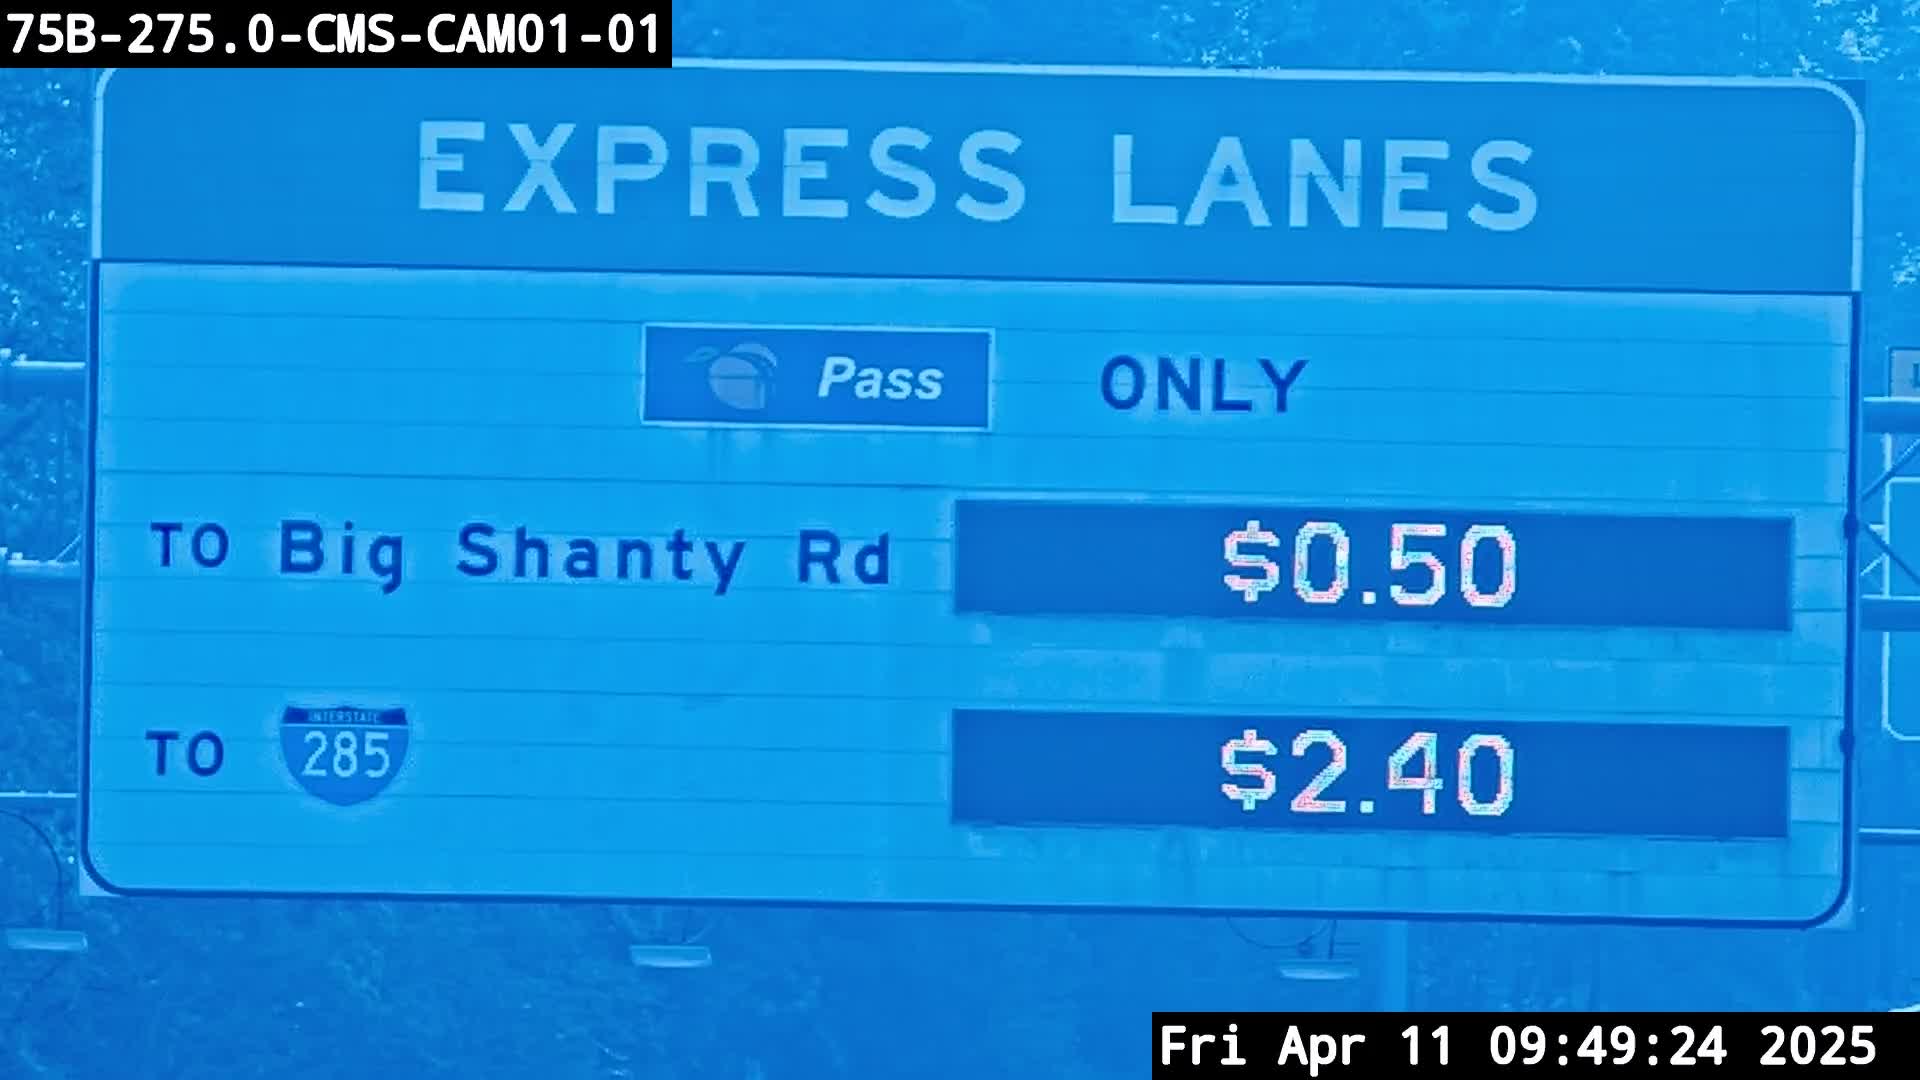 75B-275.0-CMS-CAM01-01
EXPRESS LANES
Pass ONLY
TO Big Shanty Rd $0.50
INTERSTATE
TO 285 $2.40
Fri Apr 11 09:49:24 2025